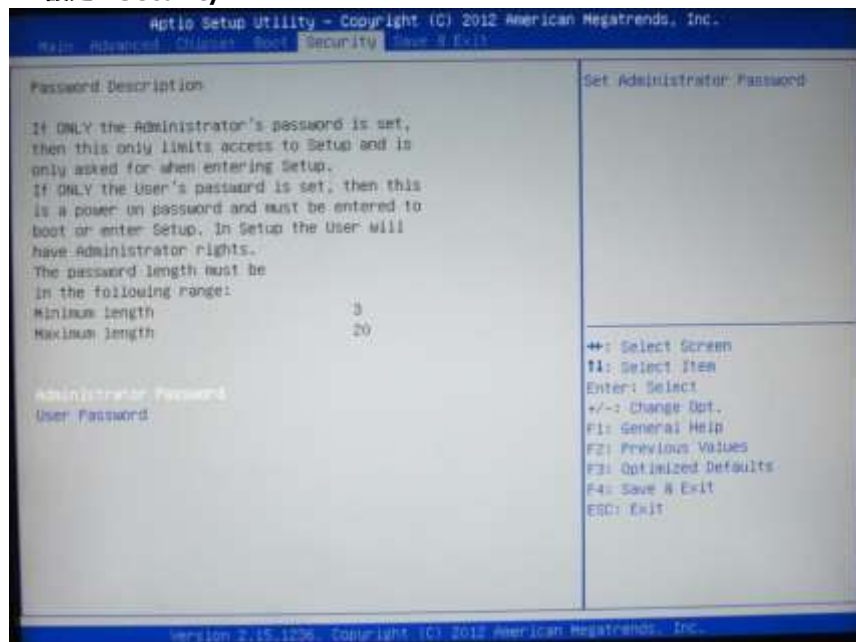 Security
Aptio Setup Utility - Copyright (C) 2012 American Megatrends, Inc.
Main Advanced Chipset Boot Security Save & Exit
Password Description
Set Administrator Password
If ONLY the Administrator's password is set,
then this only limits access to Setup and is
only asked for when entering Setup.
If ONLY the User's password is set, then this
is a power on password and must be entered to
boot or enter Setup. In Setup the User will
have Administrator rights.
The password length must be
in the following range:
Minimum length 3
Maximum length 20
Administrator Password
User Password
↔: Select Screen
↑↓: Select Item
Enter: Select
+/-: Change Opt.
F1: General Help
F2: Previous Values
F3: Optimized Defaults
F4: Save & Exit
ESC: Exit
Version 2.15.1236. Copyright (C) 2012 American Megatrends, Inc.